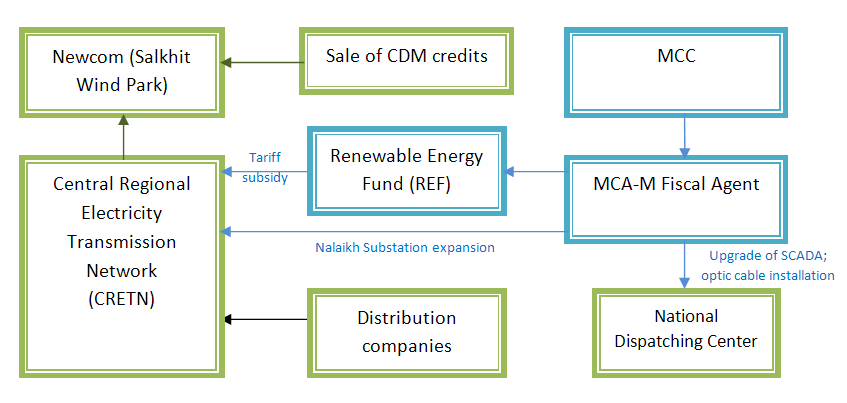 Newcom (Salkhit
Wind Park)
Sale of CDM credits
MCC
Tariff
subsidy
Renewable Energy
Fund (REF)
MCA-M Fiscal Agent
Central Regional
Electricity
Transmission
Network
(CRETN)
Nalaikh Substation expansion
Upgrade of SCADA;
optic cable installation
Distribution
companies
National
Dispatching Center